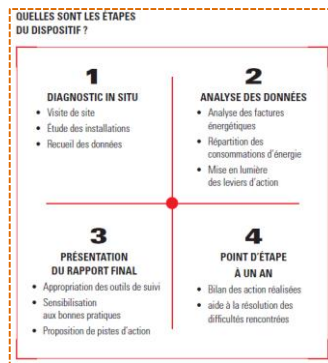 QUELLES SONT LES ÉTAPES
DU DISPOSITIF ?
1
DIAGNOSTIC IN SITU
• Visite de site
• Étude des installations
• Recueil des données
2
ANALYSE DES DONNÉES
• Analyse des factures
énergétiques
• Répartition des
consommations d'énergie
• Mise en lumière
des leviers d'action
3
PRÉSENTATION
DU RAPPORT FINAL
• Appropriation des outils de suivi
• Sensibilisation
aux bonnes pratiques
• Proposition de pistes d'action
4
POINT D'ÉTAPE
À UN AN
• Bilan des action réalisées
• aide à la résolution des
difficultés rencontrées